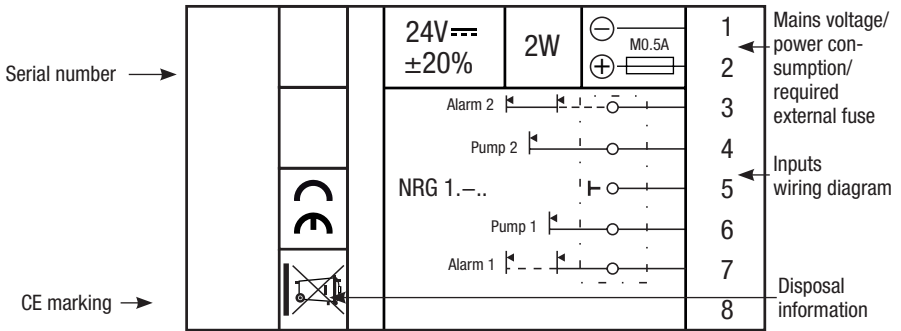 Serial number
CE marking
CE
24V
±20%
2W
M0.5A
1
2
3
4
5
6
7
8
Alarm 2
Pump 2
NRG 1.–..
Pump 1
Alarm 1
Mains voltage/
power con-
sumption/
required
external fuse
Inputs
wiring diagram
Disposal
information